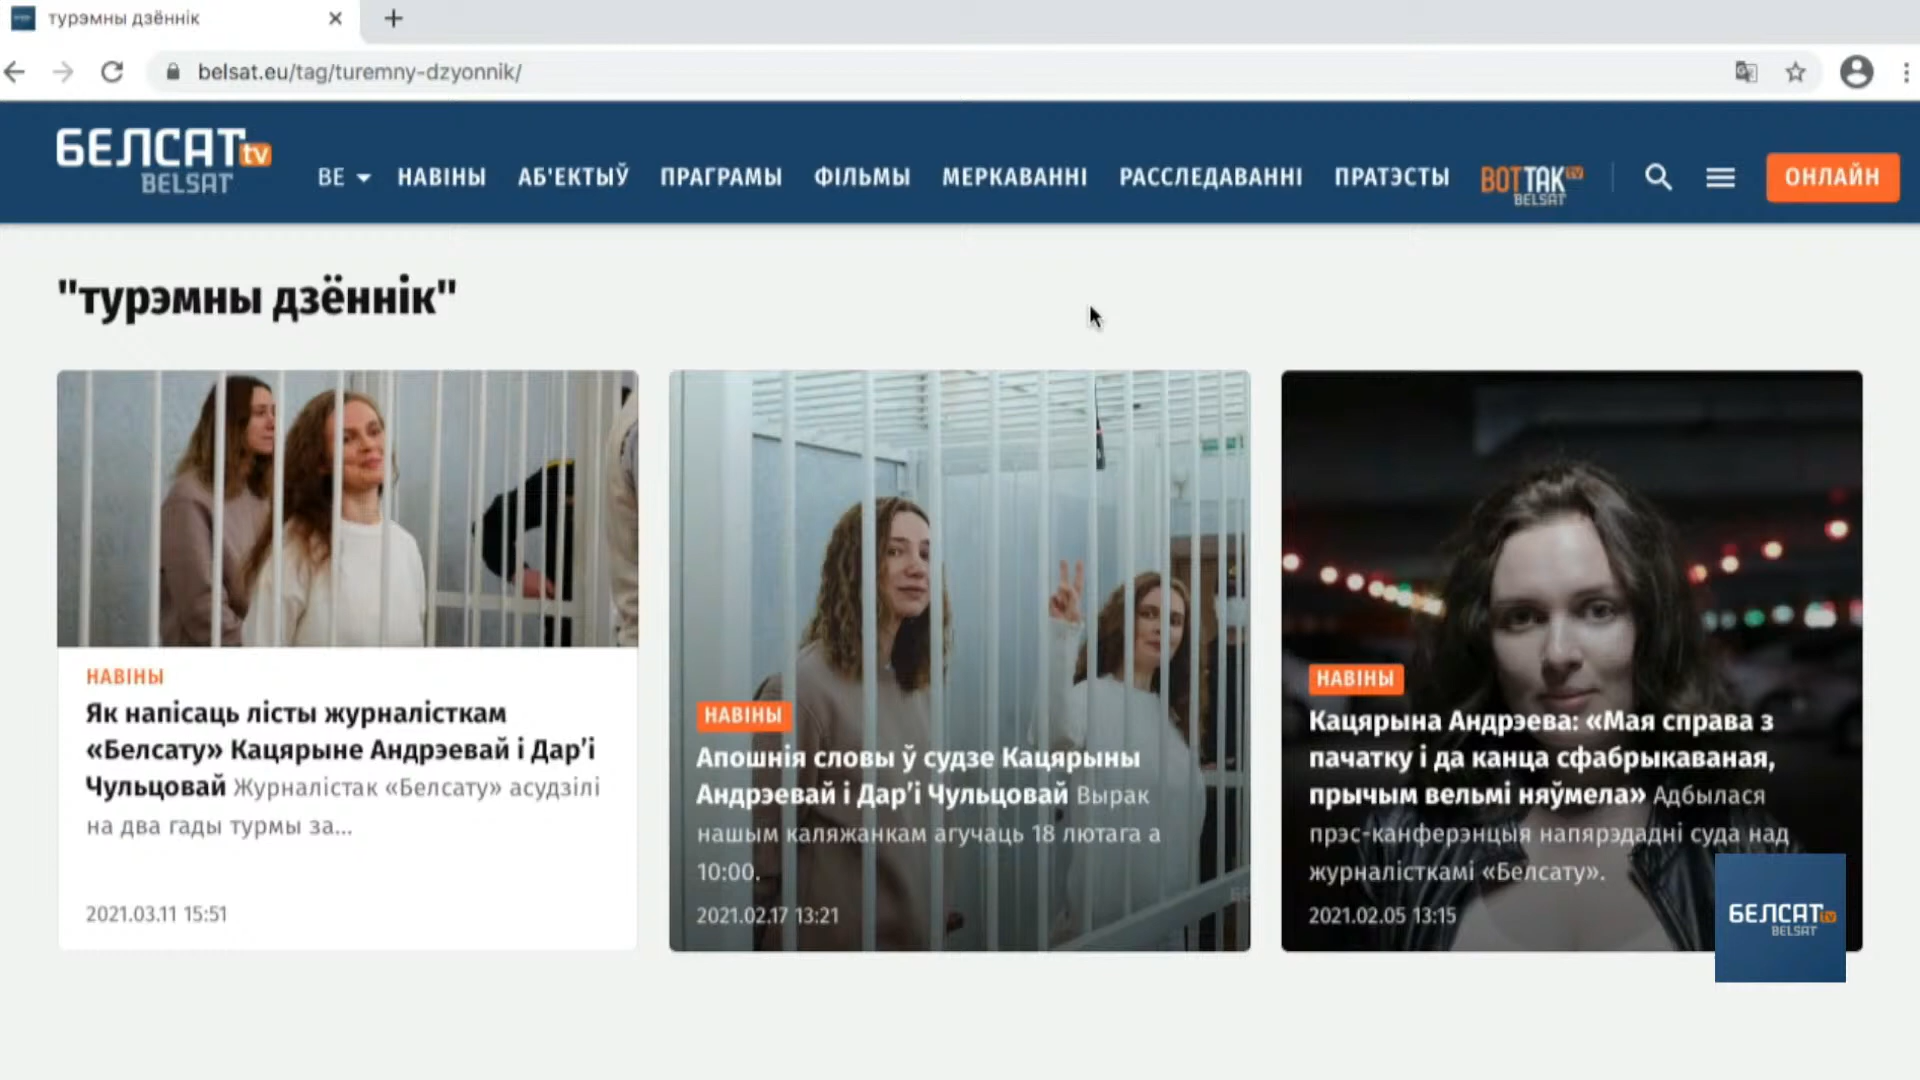 турэмны дзённік
belsat.eu/tag/turemny-dzyonnik/
БЕЛСАТ tv
BELSAT
BE
НАВІНЫ
АБ'ЕКТЫЎ
ПРАГРАМЫ
ФІЛЬМЫ
МЕРКАВАННІ
РАССЛЕДАВАННІ
ПРАТЭСТЫ
ВОТТАК TV
BELSAT
ОНЛАЙН
"турэмны дзённік"
НАВІНЫ
Як напісаць лісты журналісткам
«Белсату» Кацярыне Андрэевай і Дар’і
Чульцовай Журналістак «Белсату» асудзілі
на два гады турмы за...
2021.03.11 15:51
НАВІНЫ
Апошнія словы ў судзе Кацярыны
Андрэевай і Дар’і Чульцовай Вырак
нашым каляжанкам агучаць 18 лютага а
10:00.
2021.02.17 13:21
НАВІНЫ
Кацярына Андрэева: «Мая справа з
пачатку і да канца сфабрыкаваная,
прычым вельмі няўмела» Адбылася
прэс-канферэнцыя напярэдадні суда над
журналісткамі «Белсату».
2021.02.05 13:15
БЕЛСАТ tv
BELSAT